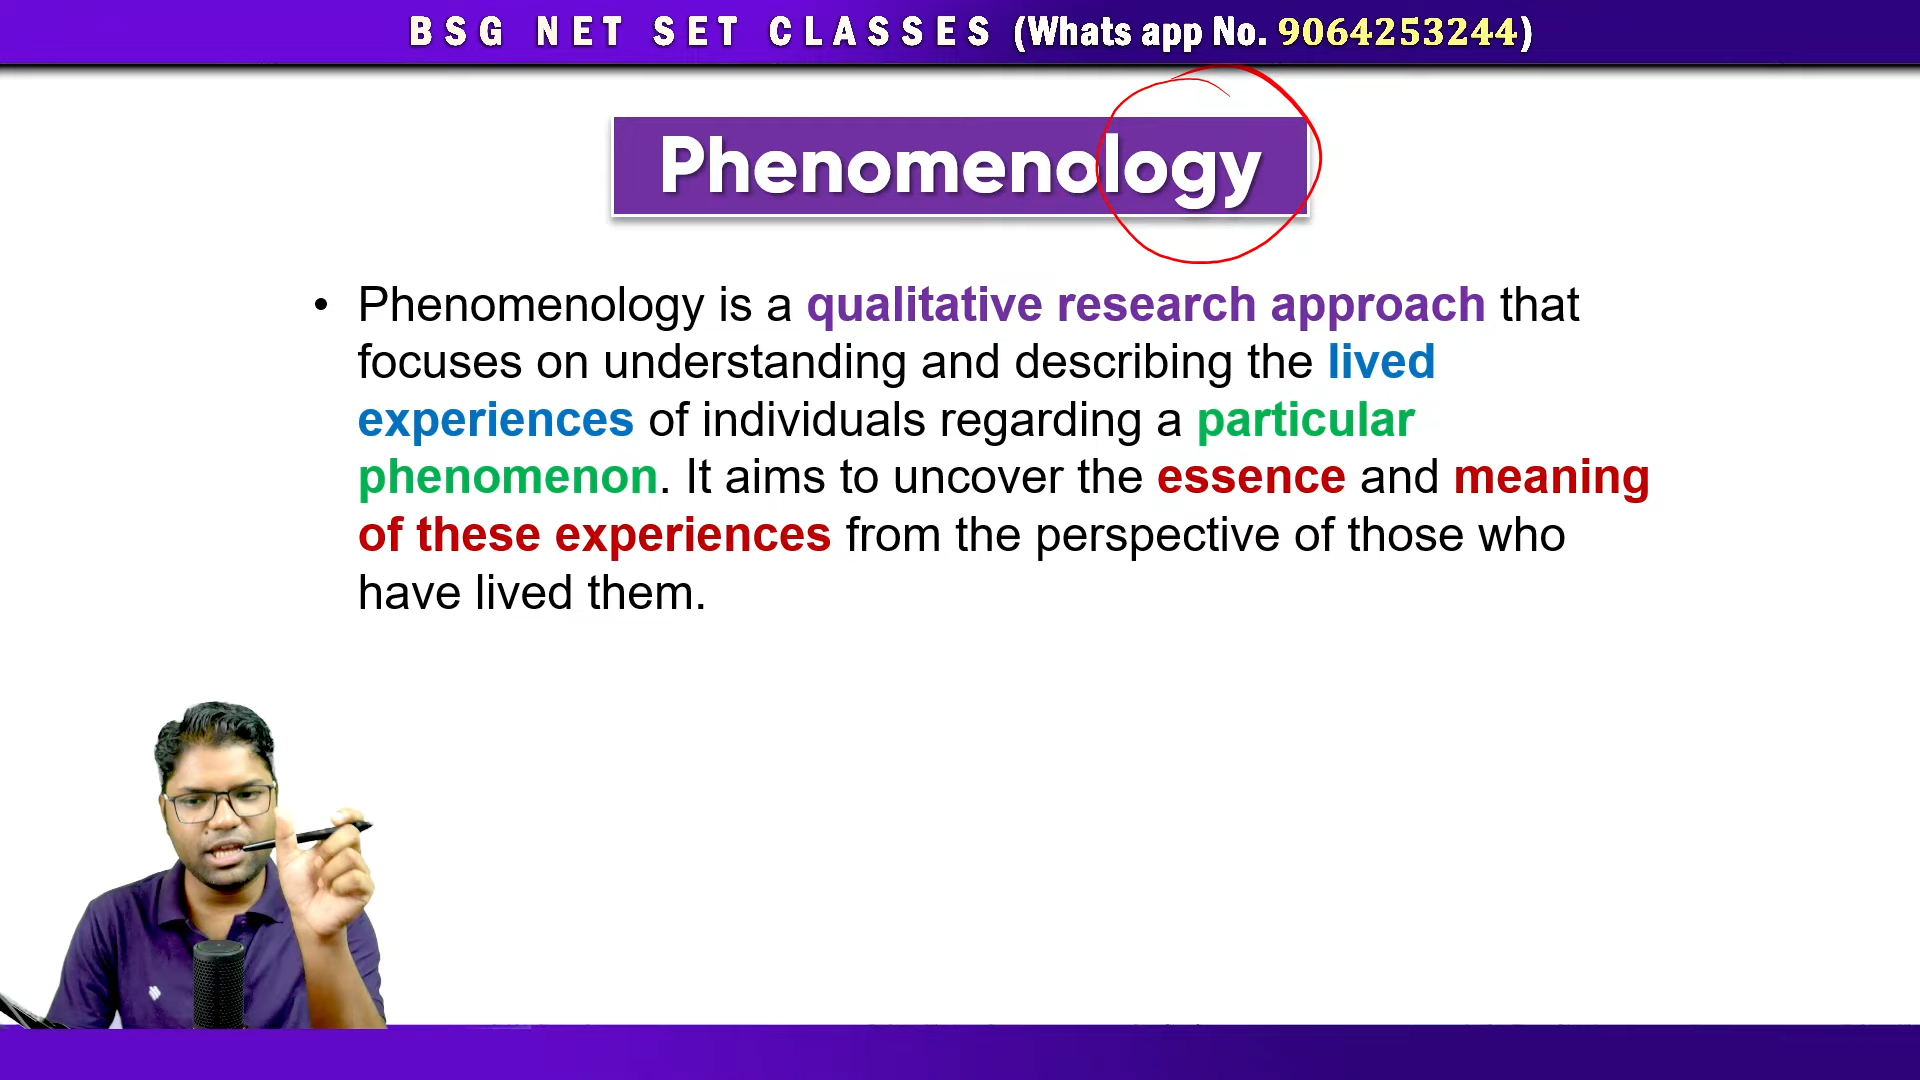 BSG NET SET CLASSES (Whats app No. 9064253244)
Phenomenology
• Phenomenology is a qualitative research approach that
focuses on understanding and describing the lived
experiences of individuals regarding a particular
phenomenon. It aims to uncover the essence and meaning
of these experiences from the perspective of those who
have lived them.